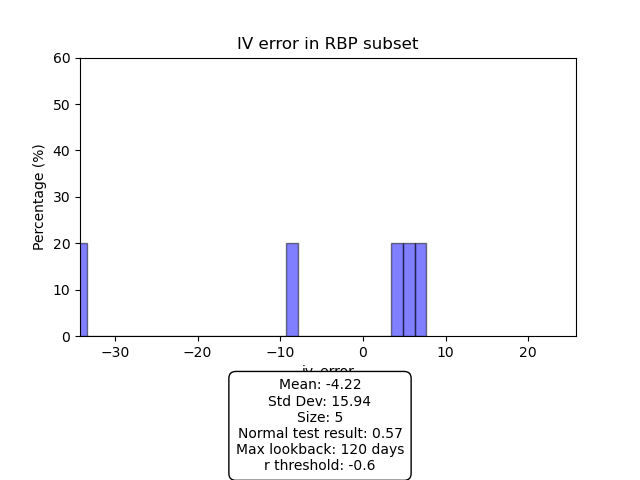 IV error in RBP subset
Percentage (%)
60
50
40
30
20
10
0
−30 −20 −10 0 10 20
iv_error
Mean: -4.22
Std Dev: 15.94
Size: 5
Normal test result: 0.57
Max lookback: 120 days
r threshold: -0.6